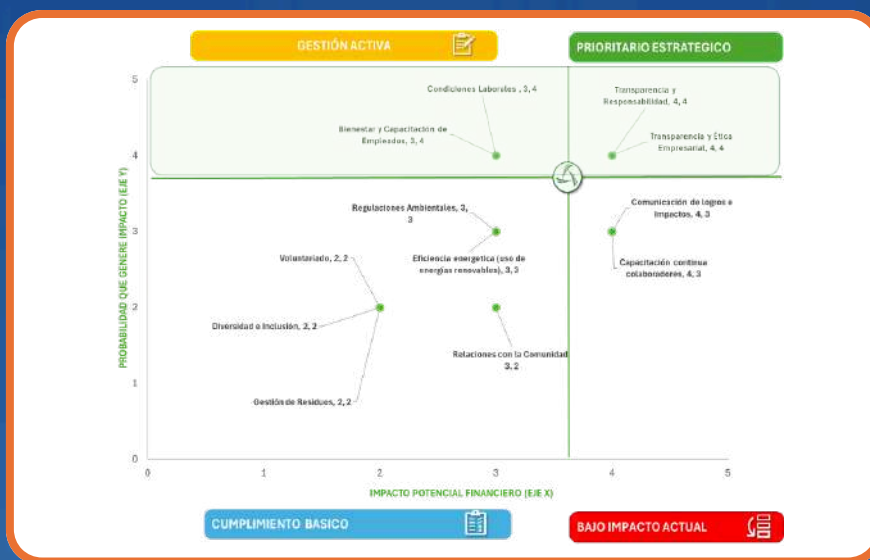 GESTIÓN ACTIVA
PRIORITARIO ESTRATEGICO
5
Condiciones Laborales , 3, 4
Transparencia y
Responsabilidad, 4, 4
Bienestar y Capacitación de
Empleados, 3, 4
Transparencia y Ética
Empresarial, 4, 4
4
Regulaciones Ambientales, 3,
3
Comunicación de logros e
impactos, 4, 3
3
Voluntariado, 2, 2
Eficiencia energetica (uso de
energías renovables), 3, 3
Capacitación continua
colaboradores, 4, 3
2
Diversidad e Inclusión, 2, 2
Relaciones con la Comunidad
3, 2
1
Gestión de Residues, 2, 2
0
0 1 2 3 4 5
PROBABILIDAD QUE GENERE IMPACTO (EJE Y)
IMPACTO POTENCIAL FINANCIERO (EJE X)
CUMPLIMIENTO BASICO
BAJO IMPACTO ACTUAL